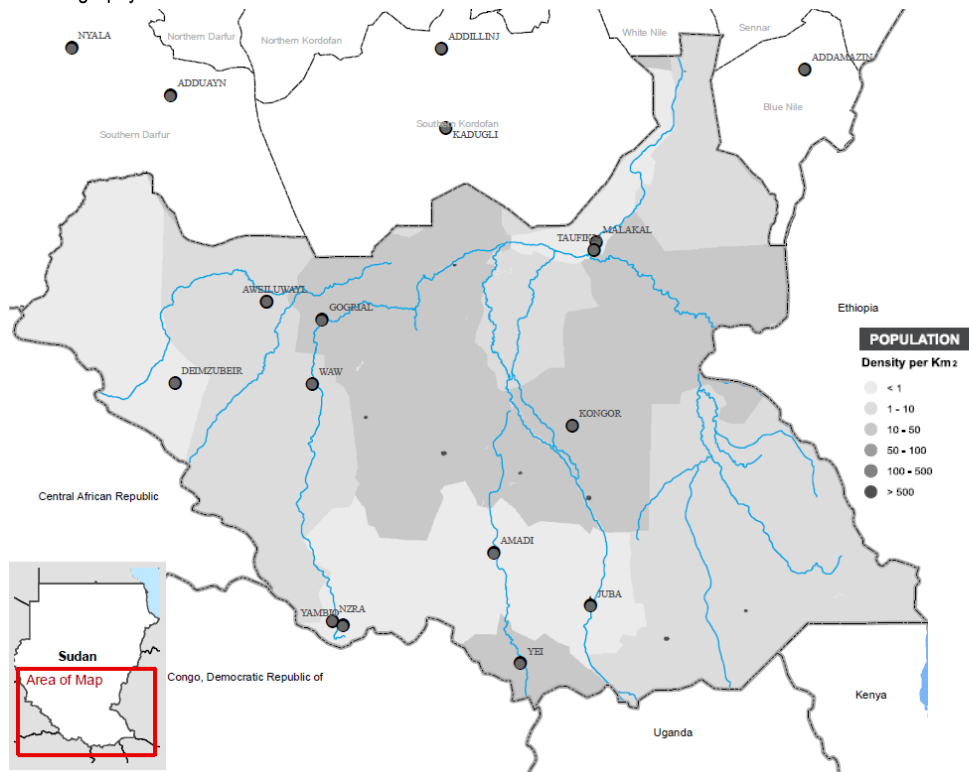 NYALA
Northern Darfur
Northern Kordofan
ADDILLINJ
White Nile
Sennar
ADDAMAZIN
ADDUAYN
Blue Nile
Southern Darfur
Southern Kordofan
KADUGLI
MALAKAL
TAUFIKI
AWEILUWAYL
GOGRIAL
Ethiopia
POPULATION
Density per Km2
< 1
1 - 10
10 - 50
50 - 100
100 - 500
> 500
DEIMZUBEIR
WAW
KONGOR
Central African Republic
AMADI
JUBA
YAMBIO
NZRA
YEI
Sudan
Area of Map
Congo, Democratic Republic of
Kenya
Uganda